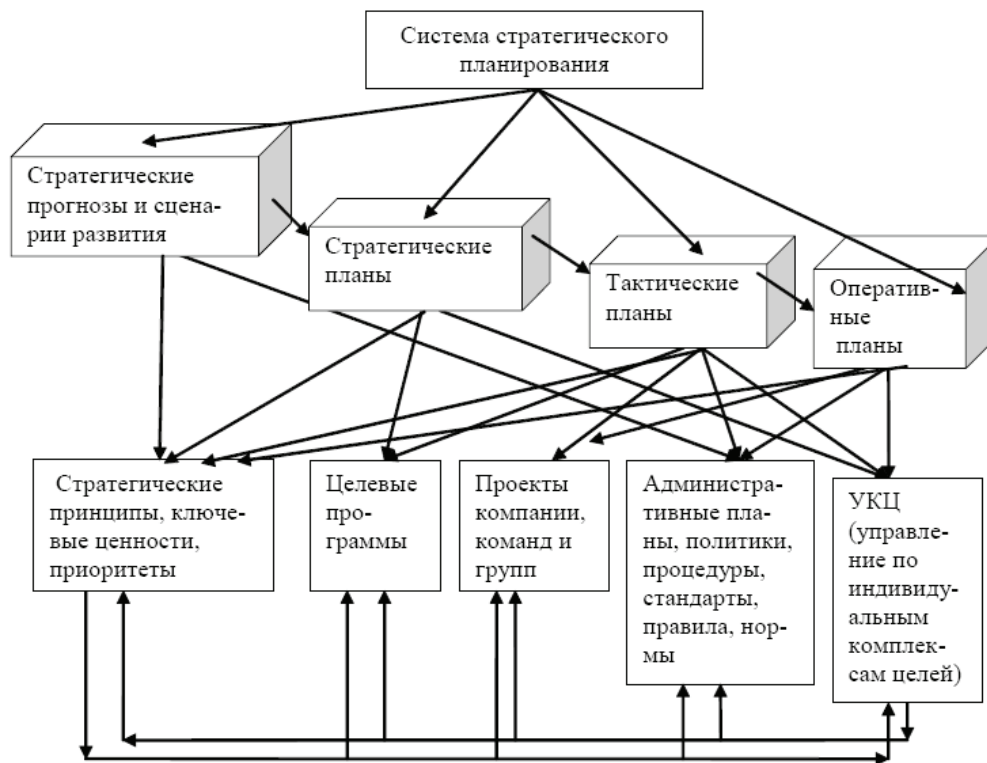 Система стратегического
планирования
Стратегические
прогнозы и сцена-
рии развития
Стратегические
планы
Тактические
планы
Оператив-
ные
планы
Стратегические
принципы, ключе-
вые ценности,
приоритеты
Целевые
про-
граммы
Проекты
компании,
команд и
групп
Администра-
тивные пла-
ны, политики,
процедуры,
стандарты,
правила, нор-
мы
УКЦ
(управле-
ние по
индивиду-
альным
комплек-
сам целей)